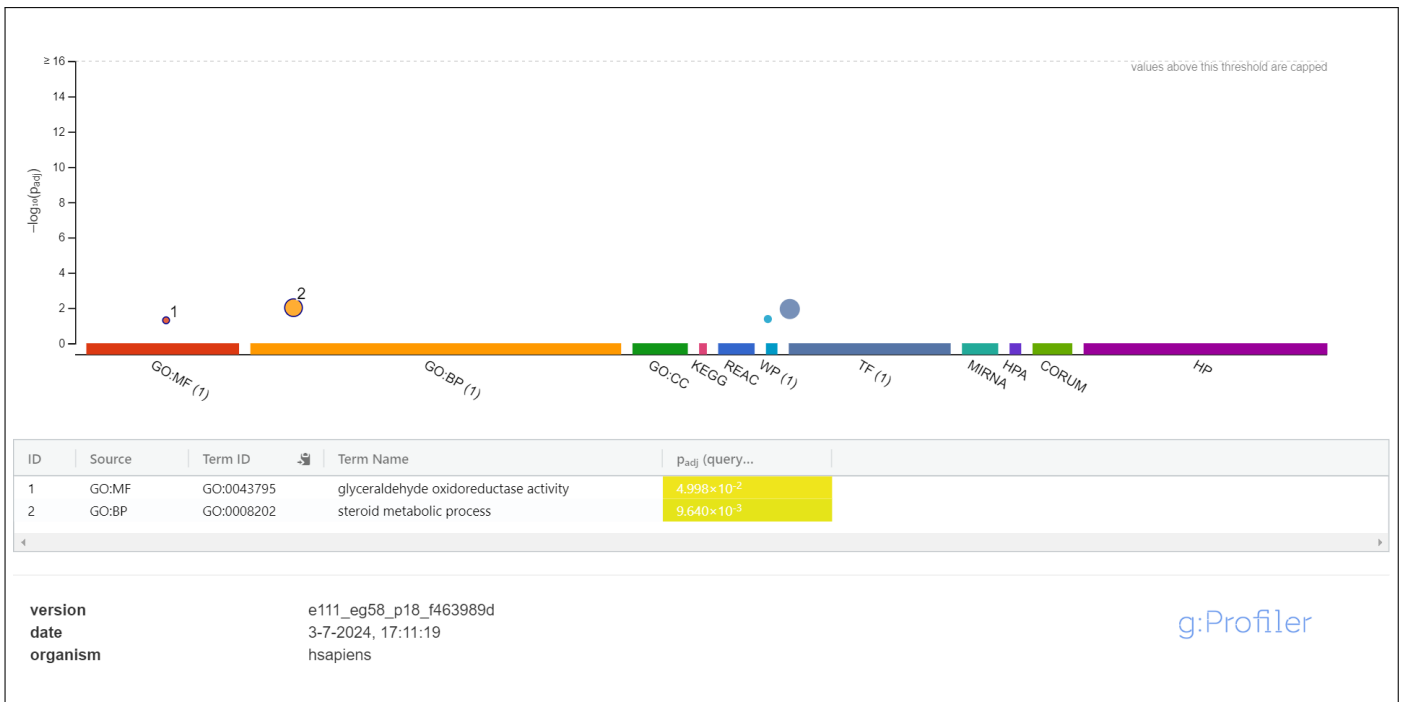 ≥ 16
values above this threshold are capped
14
12
10
8
6
4
2
0
–log₁₀(p_adj)
1
2
GO:MF (1)
GO:BP (1)
GO:CC
KEGG
REAC
WP (1)
TF (1)
MIRNA
HPA
CORUM
HP
ID Source Term ID Term Name p_adj (query...
1 GO:MF GO:0043795 glyceraldehyde oxidoreductase activity 4.998×10⁻²
2 GO:BP GO:0008202 steroid metabolic process 9.640×10⁻³
version e111_eg58_p18_f463989d
date 3-7-2024, 17:11:19
organism hsapiens
g:Profiler